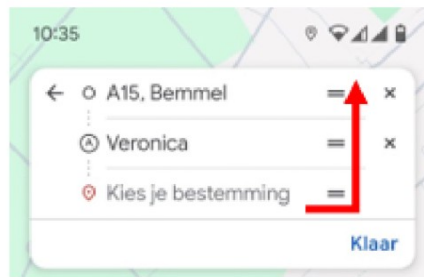 10:35
A15, Bemmel
A Veronica
Kies je bestemming
Klaar